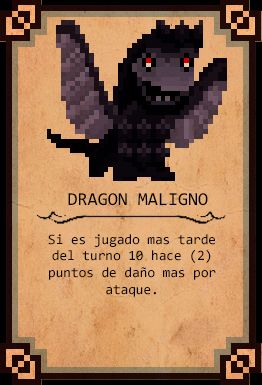 DRAGON MALIGNO
Si es jugado mas tarde
del turno 10 hace (2)
puntos de daño mas por
ataque.